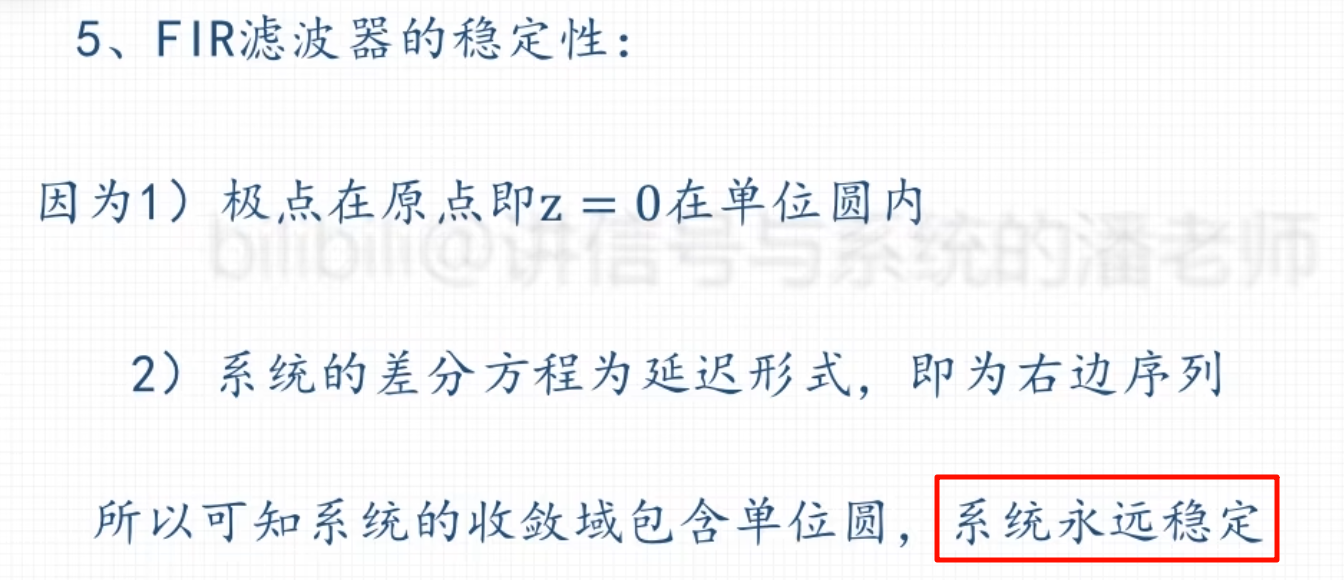 5、FIR滤波器的稳定性：
因为1）极点在原点即z = 0在单位圆内
bilibili@讲信号与系统的潘老师
2）系统的差分方程为延迟形式，即为右边序列
所以可知系统的收敛域包含单位圆，系统永远稳定